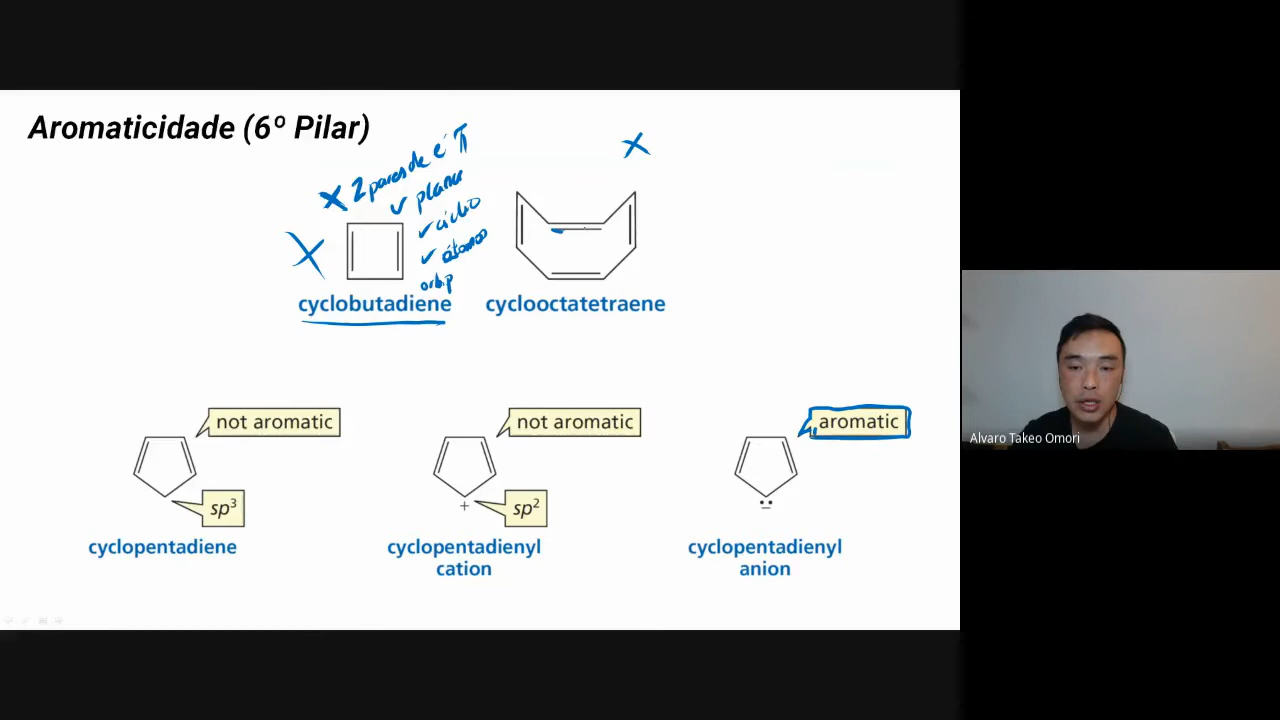 Aromaticidade (6º Pilar)
X 2 pares de é π
✓ plana
✓ ciclo
✓ átomos
orb.p
X
X
cyclobutadiene
cyclooctatetraene
not aromatic
sp³
cyclopentadiene
not aromatic
+
sp²
cyclopentadienyl
cation
aromatic
cyclopentadienyl
anion
Alvaro Takeo Omori